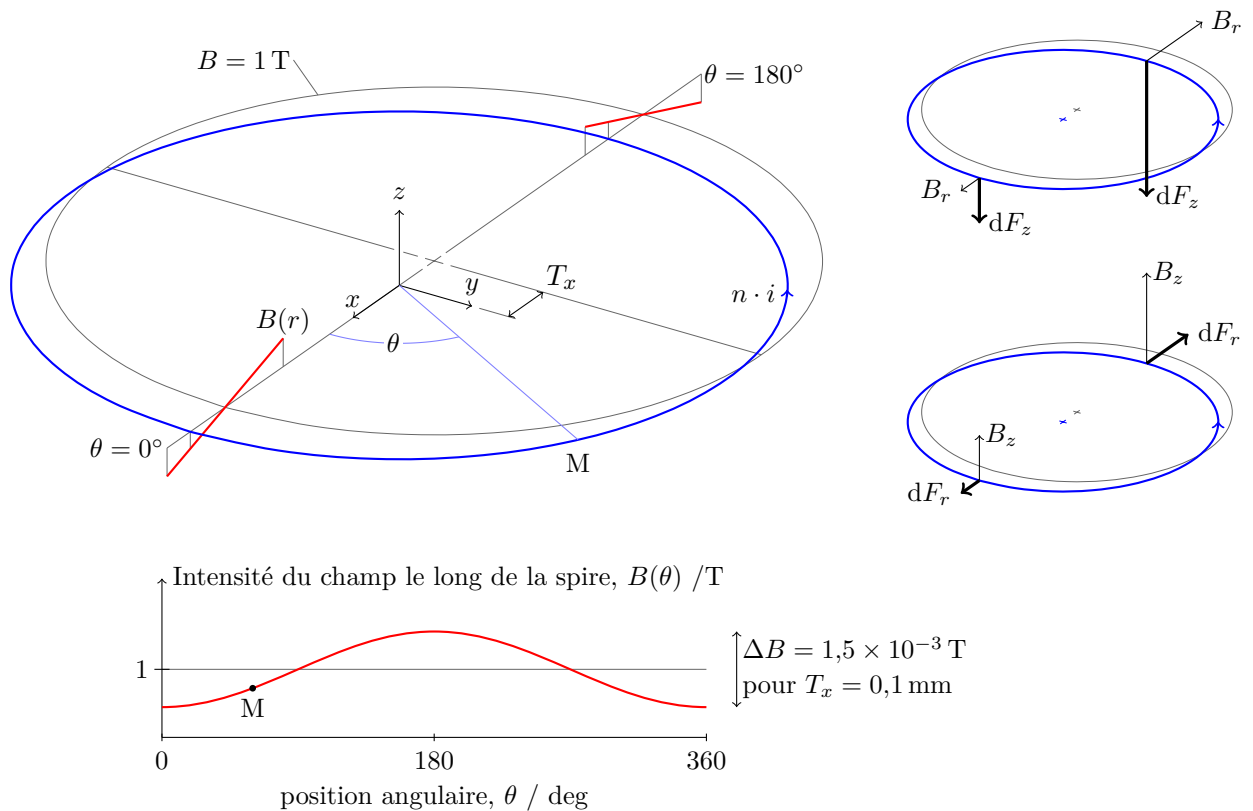 B = 1 T
θ = 180°
z
x
y
T_x
B(r)
θ
n · i
θ = 0°
M
B_r
dF_z
B_r
dF_z
B_z
dF_r
B_z
dF_r
Intensité du champ le long de la spire, B(θ) /T
1
M
ΔB = 1,5 × 10⁻³ T
pour T_x = 0,1 mm
0 180 360
position angulaire, θ / deg